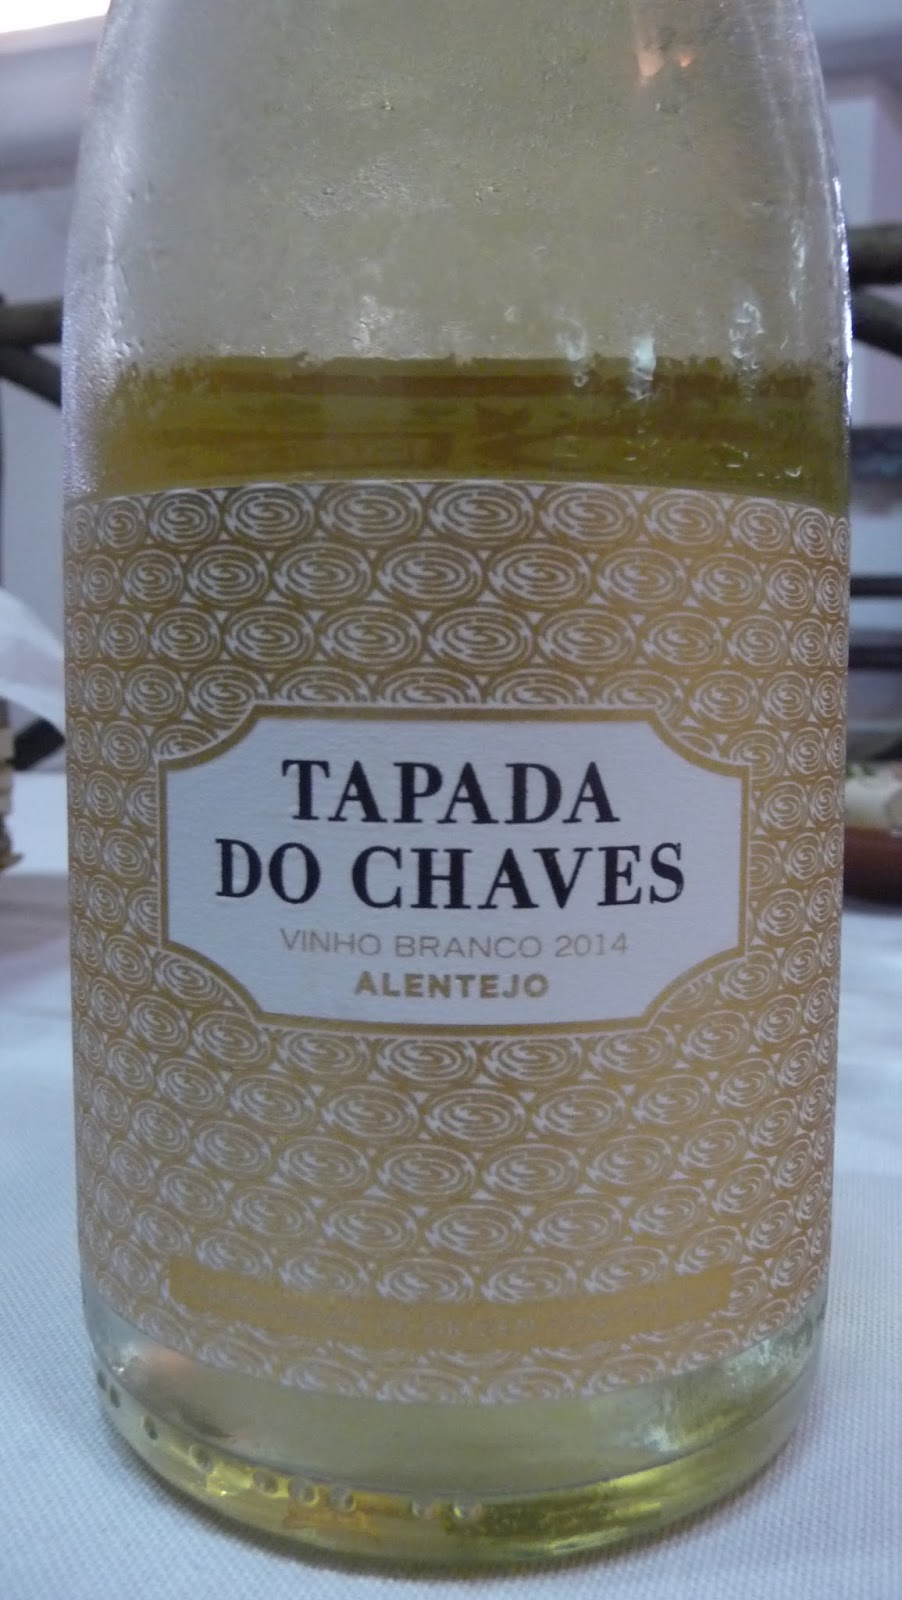 TAPADA
DO CHAVES
VINHO BRANCO 2014
ALENTEJO